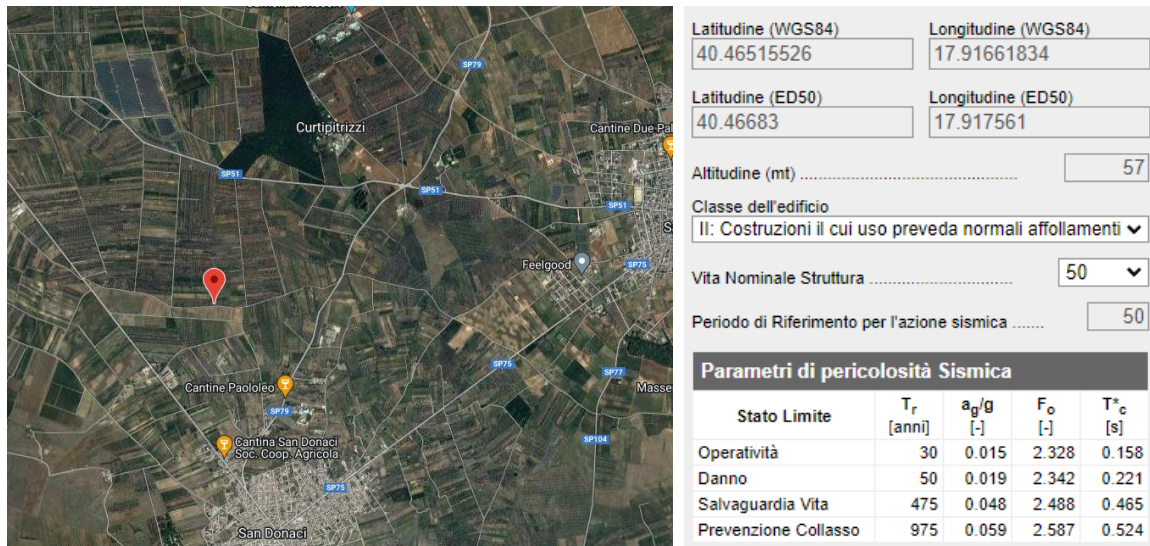 SP79
Curtipitrizzi
Cantine Due Pal
SP51
SP51
SP51
S
Feelgood
SP75
SP75
SP77
Masse
Cantine Paololeo
SP79
Cantina San Donaci
Soc. Coop. Agricola
SP104
SP75
San Donaci
Latitudine (WGS84) Longitudine (WGS84)
40.46515526 17.91661834
Latitudine (ED50) Longitudine (ED50)
40.46683 17.917561
Altitudine (mt) ............................................... 57
Classe dell'edificio
II: Costruzioni il cui uso preveda normali affollamenti
Vita Nominale Struttura ............................... 50
Periodo di Riferimento per l'azione sismica ....... 50
Parametri di pericolosità Sismica
Stato Limite Tr [anni] ag/g [-] Fo [-] T*c [s]
Operatività 30 0.015 2.328 0.158
Danno 50 0.019 2.342 0.221
Salvaguardia Vita 475 0.048 2.488 0.465
Prevenzione Collasso 975 0.059 2.587 0.524